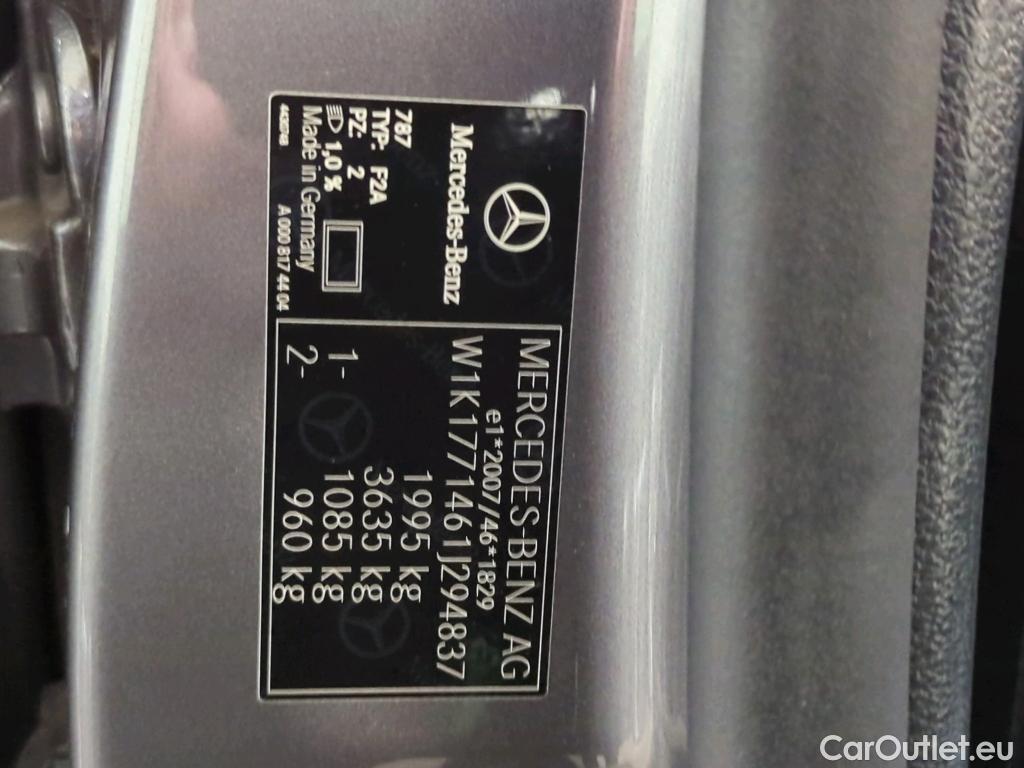 Mercedes-Benz
787
TYP: F2A
PZ: 2
1,0 %
Made in Germany
A 000 817 44 04
MERCEDES-BENZ AG
e1*2007/46*1829
W1K1771461J294837
1995 kg
3635 kg
1- 1085 kg
2- 960 kg
CarOutlet.eu